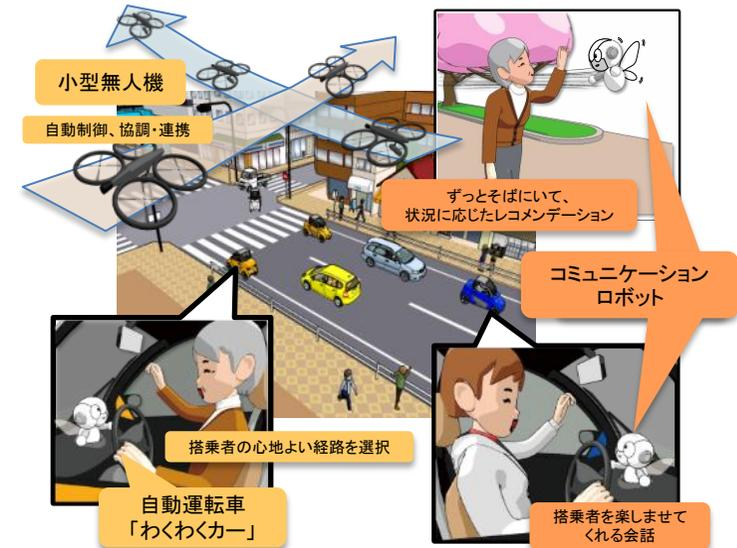 小型無人機
自動制御、協調・連携
ずっとそばにいて、
状況に応じたレコメンデーション
コミュニケーション
ロボット
搭乗者の心地よい経路を選択
自動運転車
「わくわくカー」
搭乗者を楽しませて
くれる会話